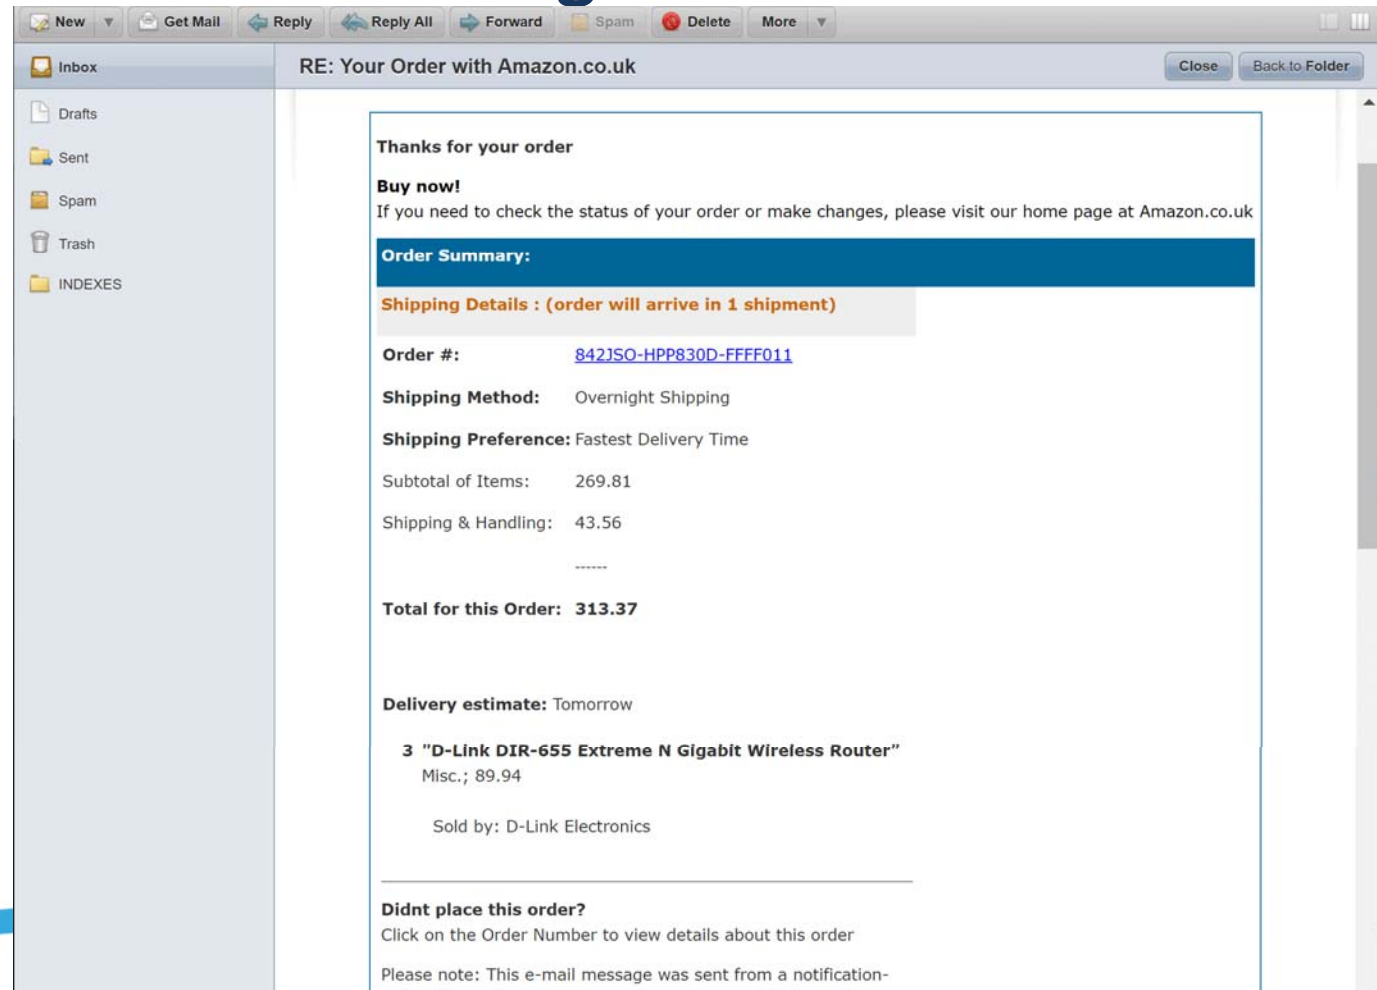 New Get Mail Reply Reply All Forward Spam Delete More
Inbox
Drafts
Sent
Spam
Trash
INDEXES
RE: Your Order with Amazon.co.uk
Close Back to Folder
Thanks for your order
Buy now!
If you need to check the status of your order or make changes, please visit our home page at Amazon.co.uk
Order Summary:
Shipping Details : (order will arrive in 1 shipment)
Order #: 842JSO-HPP830D-FFFF011
Shipping Method: Overnight Shipping
Shipping Preference: Fastest Delivery Time
Subtotal of Items: 269.81
Shipping & Handling: 43.56
------
Total for this Order: 313.37
Delivery estimate: Tomorrow
3 "D-Link DIR-655 Extreme N Gigabit Wireless Router"
Misc.; 89.94
Sold by: D-Link Electronics
Didnt place this order?
Click on the Order Number to view details about this order
Please note: This e-mail message was sent from a notification-